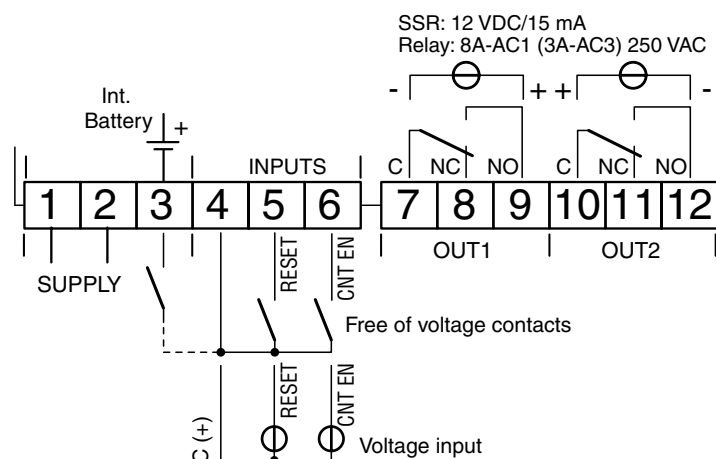 SSR: 12 VDC/15 mA
Relay: 8A-AC1 (3A-AC3) 250 VAC
- + + -
Int.
Battery +
INPUTS C NC NO C NC NO
1 2 3 4 5 6 7 8 9 10 11 12
SUPPLY RESET CNT EN OUT1 OUT2
Free of voltage contacts
RESET CNT EN
C (+) Voltage input